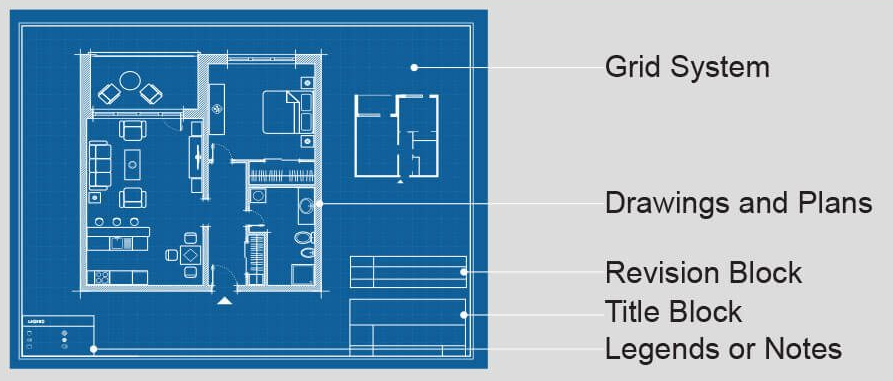 Grid System
Drawings and Plans
Revision Block
Title Block
Legends or Notes